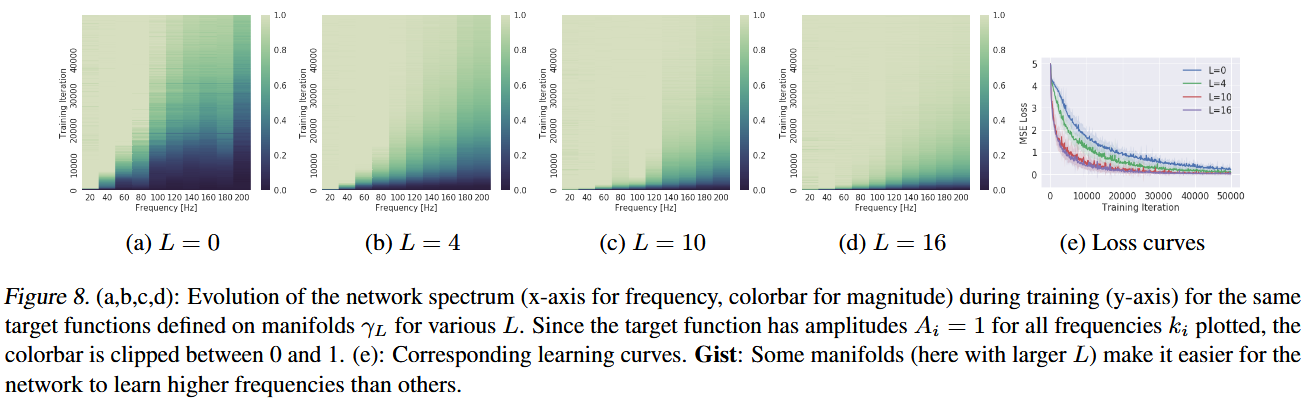 1.0
0.8
0.6
0.4
0.2
0.0
Training Iteration
0 10000 20000 30000 40000
20 40 60 80 100 120 140 160 180 200
Frequency [Hz]
(a) L = 0
1.0
0.8
0.6
0.4
0.2
0.0
Training Iteration
0 10000 20000 30000 40000
20 40 60 80 100 120 140 160 180 200
Frequency [Hz]
(b) L = 4
1.0
0.8
0.6
0.4
0.2
0.0
Training Iteration
0 10000 20000 30000 40000
20 40 60 80 100 120 140 160 180 200
Frequency [Hz]
(c) L = 10
1.0
0.8
0.6
0.4
0.2
0.0
Training Iteration
0 10000 20000 30000 40000
20 40 60 80 100 120 140 160 180 200
Frequency [Hz]
(d) L = 16
5
4
3
2
1
0
MSE Loss
L=0
L=4
L=10
L=16
0 10000 20000 30000 40000 50000
Training Iteration
(e) Loss curves
Figure 8. (a,b,c,d): Evolution of the network spectrum (x-axis for frequency, colorbar for magnitude) during training (y-axis) for the same
target functions defined on manifolds γL for various L. Since the target function has amplitudes Ai = 1 for all frequencies ki plotted, the
colorbar is clipped between 0 and 1. (e): Corresponding learning curves. Gist: Some manifolds (here with larger L) make it easier for the
network to learn higher frequencies than others.